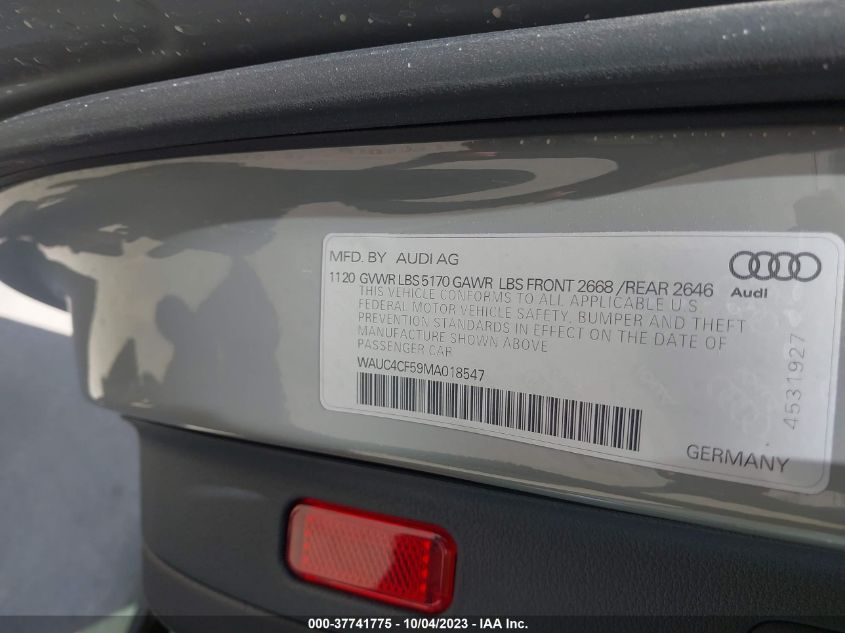 MFD. BY AUDI AG
1120 GVWR LBS 5170 GAWR LBS FRONT 2668 / REAR 2646
THIS VEHICLE CONFORMS TO ALL APPLICABLE U.S.
FEDERAL MOTOR VEHICLE SAFETY, BUMPER AND THEFT
PREVENTION STANDARDS IN EFFECT ON THE DATE OF
MANUFACTURE SHOWN ABOVE
PASSENGER CAR
WAUC4CF59MA018547
Audi
4531927
GERMANY
000-37741775 - 10/04/2023 - IAA Inc.